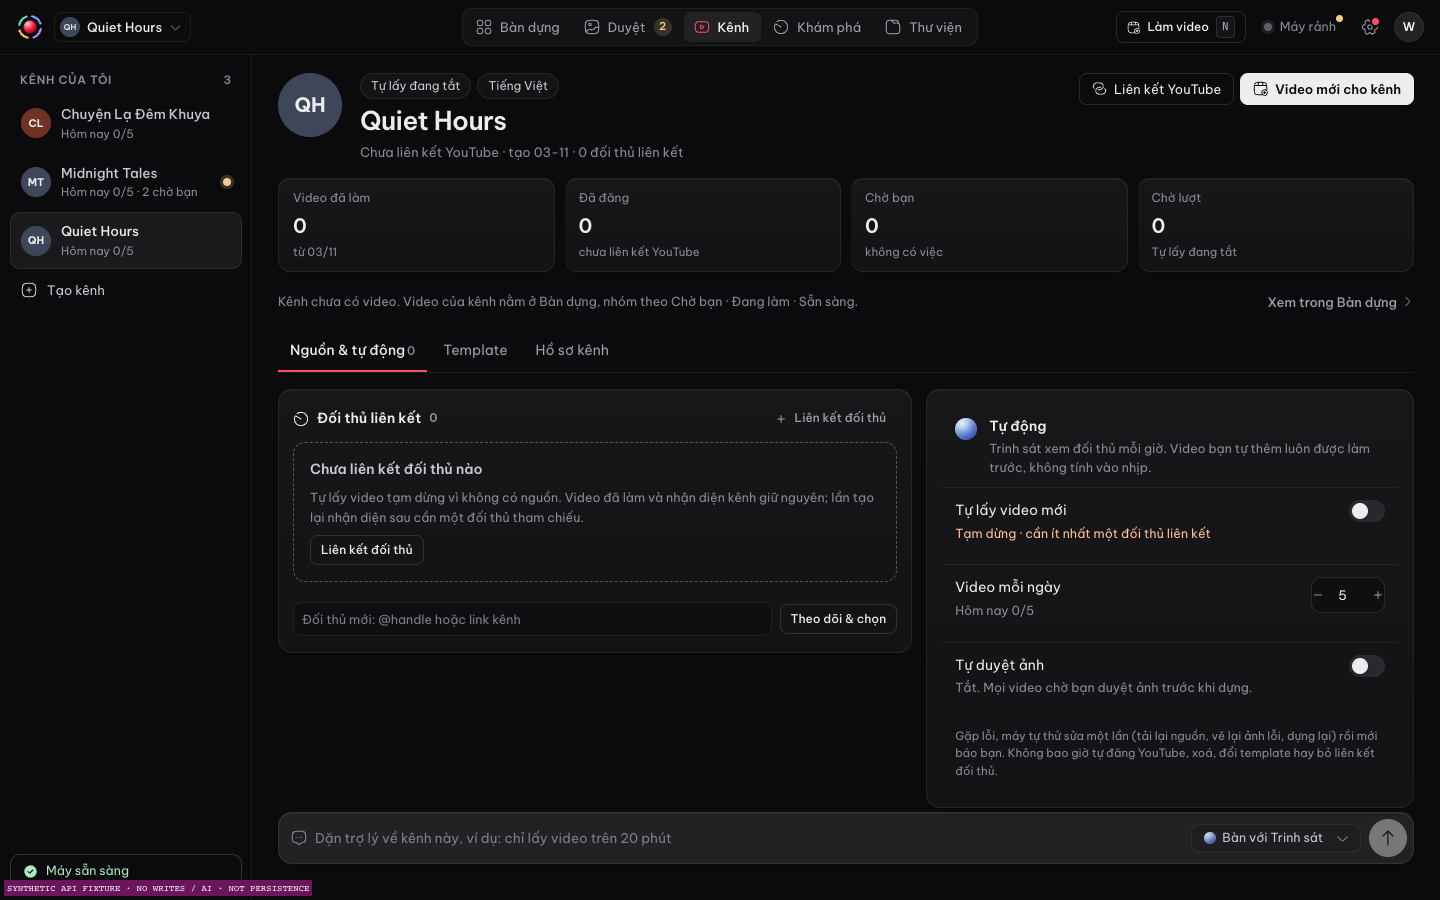 QH Quiet Hours
Bàn dựng
Duyệt 2
Kênh
Khám phá
Thư viện
Làm video N
Máy rảnh
W
KÊNH CỦA TÔI 3
CL
Chuyện Lạ Đêm Khuya
Hôm nay 0/5
MT
Midnight Tales
Hôm nay 0/5 · 2 chờ bạn
QH
Quiet Hours
Hôm nay 0/5
Tạo kênh
Máy sẵn sàng
SYNTHETIC API FIXTURE · NO WRITES / AI · NOT PERSISTENCE
QH
Tự lấy đang tắt
Tiếng Việt
Quiet Hours
Chưa liên kết YouTube · tạo 03-11 · 0 đối thủ liên kết
Liên kết YouTube
Video mới cho kênh
Video đã làm
0
từ 03/11
Đã đăng
0
chưa liên kết YouTube
Chờ bạn
0
không có việc
Chờ lượt
0
Tự lấy đang tắt
Kênh chưa có video. Video của kênh nằm ở Bàn dựng, nhóm theo Chờ bạn · Đang làm · Sẵn sàng.
Xem trong Bàn dựng
Nguồn & tự động 0
Template
Hồ sơ kênh
Đối thủ liên kết 0
+ Liên kết đối thủ
Chưa liên kết đối thủ nào
Tự lấy video tạm dừng vì không có nguồn. Video đã làm và nhận diện kênh giữ nguyên; lần tạo
lại nhận diện sau cần một đối thủ tham chiếu.
Liên kết đối thủ
Đối thủ mới: @handle hoặc link kênh
Theo dõi & chọn
Tự động
Trinh sát xem đối thủ mỗi giờ. Video bạn tự thêm luôn được làm
trước, không tính vào nhịp.
Tự lấy video mới
Tạm dừng · cần ít nhất một đối thủ liên kết
Video mỗi ngày
Hôm nay 0/5
− 5 +
Tự duyệt ảnh
Tắt. Mọi video chờ bạn duyệt ảnh trước khi dựng.
Gặp lỗi, máy tự thử sửa một lần (tải lại nguồn, vẽ lại ảnh lỗi, dựng lại) rồi mới
báo bạn. Không bao giờ tự đăng YouTube, xoá, đổi template hay bỏ liên kết
đối thủ.
Dặn trợ lý về kênh này, ví dụ: chỉ lấy video trên 20 phút
Bàn với Trinh sát